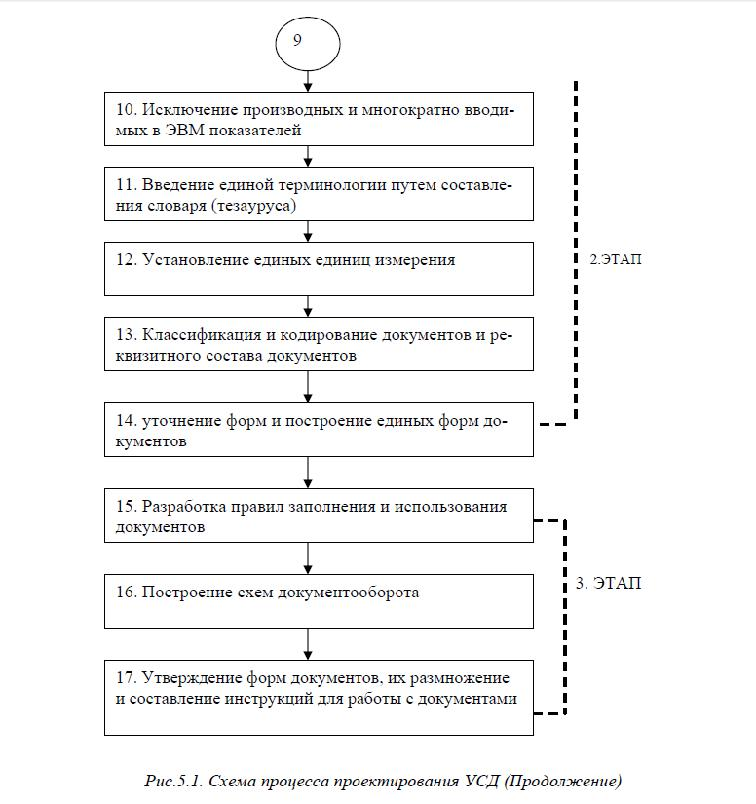 9
10. Исключение производных и многократно вводи-
мых в ЭВМ показателей
11. Введение единой терминологии путем составле-
ния словаря (тезауруса)
12. Установление единых единиц измерения
2.ЭТАП
13. Классификация и кодирование документов и ре-
квизитного состава документов
14. уточнение форм и построение единых форм до-
кументов
15. Разработка правил заполнения и использования
документов
3. ЭТАП
16. Построение схем документооборота
17. Утверждение форм документов, их размножение
и составление инструкций для работы с документами
Рис.5.1. Схема процесса проектирования УСД (Продолжение)